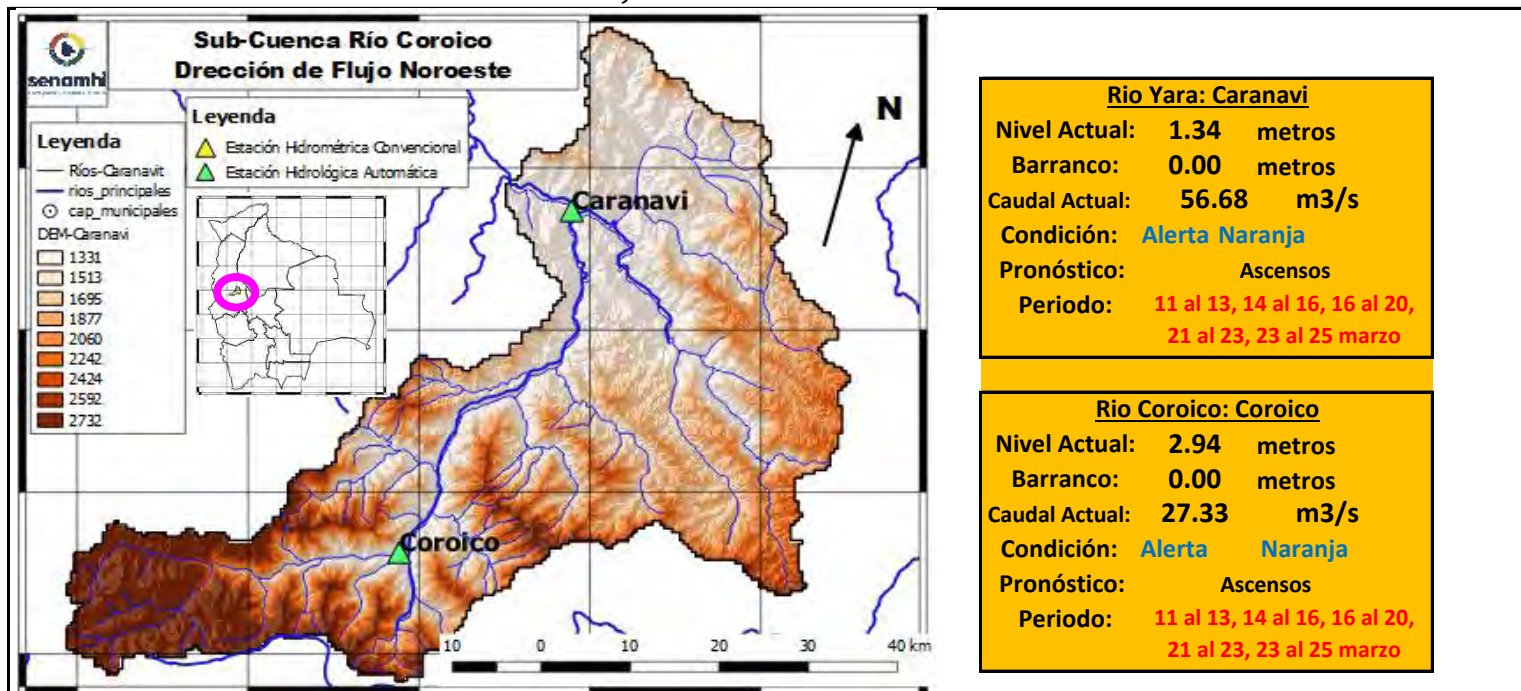 senamhi
Sub-Cuenca Río Coroico
Drección de Flujo Noroeste
Leyenda
Ríos-Caranavit
rios_principales
cap_municipales
DEM-Caranavi
1331
1513
1695
1877
2060
2242
2424
2592
2732
Leyenda
Estación Hidrométrica Convencional
Estación Hidrológica Automática
N
Caranavi
Coroico
10 0 10 20 30 40 km
Rio Yara: Caranavi
Nivel Actual: 1.34 metros
Barranco: 0.00 metros
Caudal Actual: 56.68 m3/s
Condición: Alerta Naranja
Pronóstico: Ascensos
Periodo: 11 al 13, 14 al 16, 16 al 20,
21 al 23, 23 al 25 marzo
Rio Coroico: Coroico
Nivel Actual: 2.94 metros
Barranco: 0.00 metros
Caudal Actual: 27.33 m3/s
Condición: Alerta Naranja
Pronóstico: Ascensos
Periodo: 11 al 13, 14 al 16, 16 al 20,
21 al 23, 23 al 25 marzo